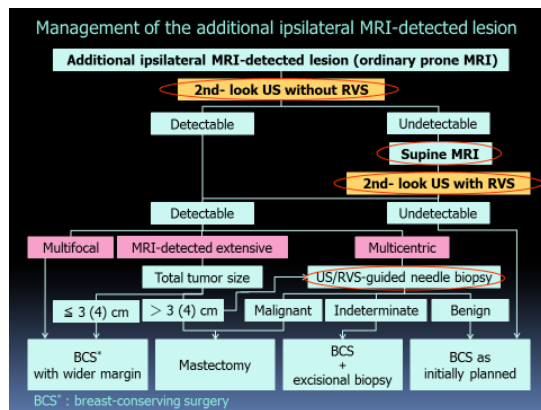 Management of the additional ipsilateral MRI-detected lesion
Additional ipsilateral MRI-detected lesion (ordinary prone MRI)
2nd- look US without RVS
Detectable
Undetectable
Supine MRI
2nd- look US with RVS
Detectable
Undetectable
Multifocal
MRI-detected extensive
Multicentric
Total tumor size
US/RVS-guided needle biopsy
≦ 3 (4) cm
> 3 (4) cm
Malignant
Indeterminate
Benign
BCS*
with wider margin
Mastectomy
BCS
+
excisional biopsy
BCS as
initially planned
BCS* : breast-conserving surgery